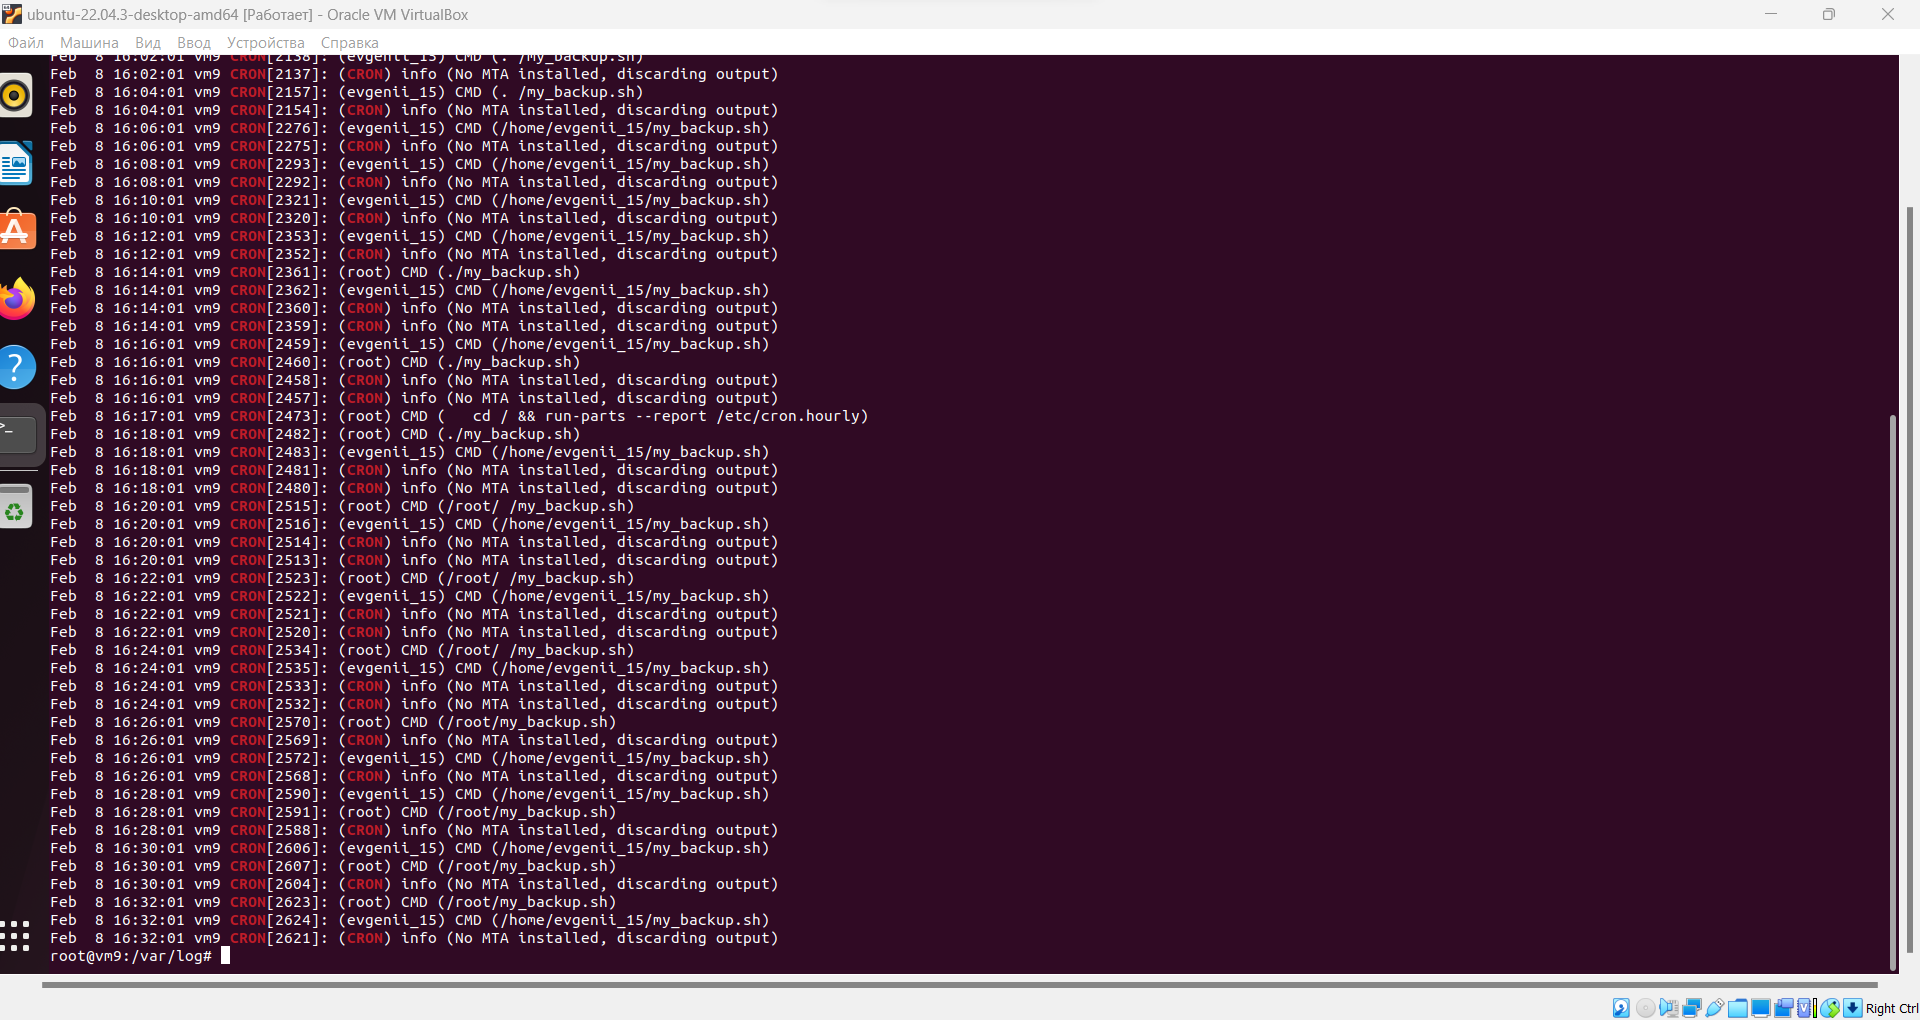 ubuntu-22.04.3-desktop-amd64 [Работает] - Oracle VM VirtualBox
Файл Машина Вид Ввод Устройства Справка
Feb  8 16:02:01 vm9 CRON[2138]: (evgenii_15) CMD (. /my_backup.sh)
Feb  8 16:02:01 vm9 CRON[2137]: (CRON) info (No MTA installed, discarding output)
Feb  8 16:04:01 vm9 CRON[2157]: (evgenii_15) CMD (. /my_backup.sh)
Feb  8 16:04:01 vm9 CRON[2154]: (CRON) info (No MTA installed, discarding output)
Feb  8 16:06:01 vm9 CRON[2276]: (evgenii_15) CMD (/home/evgenii_15/my_backup.sh)
Feb  8 16:06:01 vm9 CRON[2275]: (CRON) info (No MTA installed, discarding output)
Feb  8 16:08:01 vm9 CRON[2293]: (evgenii_15) CMD (/home/evgenii_15/my_backup.sh)
Feb  8 16:08:01 vm9 CRON[2292]: (CRON) info (No MTA installed, discarding output)
Feb  8 16:10:01 vm9 CRON[2321]: (evgenii_15) CMD (/home/evgenii_15/my_backup.sh)
Feb  8 16:10:01 vm9 CRON[2320]: (CRON) info (No MTA installed, discarding output)
Feb  8 16:12:01 vm9 CRON[2353]: (evgenii_15) CMD (/home/evgenii_15/my_backup.sh)
Feb  8 16:12:01 vm9 CRON[2352]: (CRON) info (No MTA installed, discarding output)
Feb  8 16:14:01 vm9 CRON[2361]: (root) CMD (./my_backup.sh)
Feb  8 16:14:01 vm9 CRON[2362]: (evgenii_15) CMD (/home/evgenii_15/my_backup.sh)
Feb  8 16:14:01 vm9 CRON[2360]: (CRON) info (No MTA installed, discarding output)
Feb  8 16:14:01 vm9 CRON[2359]: (CRON) info (No MTA installed, discarding output)
Feb  8 16:16:01 vm9 CRON[2459]: (evgenii_15) CMD (/home/evgenii_15/my_backup.sh)
Feb  8 16:16:01 vm9 CRON[2460]: (root) CMD (./my_backup.sh)
Feb  8 16:16:01 vm9 CRON[2458]: (CRON) info (No MTA installed, discarding output)
Feb  8 16:16:01 vm9 CRON[2457]: (CRON) info (No MTA installed, discarding output)
Feb  8 16:17:01 vm9 CRON[2473]: (root) CMD (   cd / && run-parts --report /etc/cron.hourly)
Feb  8 16:18:01 vm9 CRON[2482]: (root) CMD (./my_backup.sh)
Feb  8 16:18:01 vm9 CRON[2483]: (evgenii_15) CMD (/home/evgenii_15/my_backup.sh)
Feb  8 16:18:01 vm9 CRON[2481]: (CRON) info (No MTA installed, discarding output)
Feb  8 16:18:01 vm9 CRON[2480]: (CRON) info (No MTA installed, discarding output)
Feb  8 16:20:01 vm9 CRON[2515]: (root) CMD (/root/ /my_backup.sh)
Feb  8 16:20:01 vm9 CRON[2516]: (evgenii_15) CMD (/home/evgenii_15/my_backup.sh)
Feb  8 16:20:01 vm9 CRON[2514]: (CRON) info (No MTA installed, discarding output)
Feb  8 16:20:01 vm9 CRON[2513]: (CRON) info (No MTA installed, discarding output)
Feb  8 16:22:01 vm9 CRON[2523]: (root) CMD (/root/ /my_backup.sh)
Feb  8 16:22:01 vm9 CRON[2522]: (evgenii_15) CMD (/home/evgenii_15/my_backup.sh)
Feb  8 16:22:01 vm9 CRON[2521]: (CRON) info (No MTA installed, discarding output)
Feb  8 16:22:01 vm9 CRON[2520]: (CRON) info (No MTA installed, discarding output)
Feb  8 16:24:01 vm9 CRON[2534]: (root) CMD (/root/ /my_backup.sh)
Feb  8 16:24:01 vm9 CRON[2535]: (evgenii_15) CMD (/home/evgenii_15/my_backup.sh)
Feb  8 16:24:01 vm9 CRON[2533]: (CRON) info (No MTA installed, discarding output)
Feb  8 16:24:01 vm9 CRON[2532]: (CRON) info (No MTA installed, discarding output)
Feb  8 16:26:01 vm9 CRON[2570]: (root) CMD (/root/my_backup.sh)
Feb  8 16:26:01 vm9 CRON[2569]: (CRON) info (No MTA installed, discarding output)
Feb  8 16:26:01 vm9 CRON[2572]: (evgenii_15) CMD (/home/evgenii_15/my_backup.sh)
Feb  8 16:26:01 vm9 CRON[2568]: (CRON) info (No MTA installed, discarding output)
Feb  8 16:28:01 vm9 CRON[2590]: (evgenii_15) CMD (/home/evgenii_15/my_backup.sh)
Feb  8 16:28:01 vm9 CRON[2591]: (root) CMD (/root/my_backup.sh)
Feb  8 16:28:01 vm9 CRON[2588]: (CRON) info (No MTA installed, discarding output)
Feb  8 16:30:01 vm9 CRON[2606]: (evgenii_15) CMD (/home/evgenii_15/my_backup.sh)
Feb  8 16:30:01 vm9 CRON[2607]: (root) CMD (/root/my_backup.sh)
Feb  8 16:30:01 vm9 CRON[2604]: (CRON) info (No MTA installed, discarding output)
Feb  8 16:32:01 vm9 CRON[2623]: (root) CMD (/root/my_backup.sh)
Feb  8 16:32:01 vm9 CRON[2624]: (evgenii_15) CMD (/home/evgenii_15/my_backup.sh)
Feb  8 16:32:01 vm9 CRON[2621]: (CRON) info (No MTA installed, discarding output)
root@vm9:/var/log#
Right Ctrl